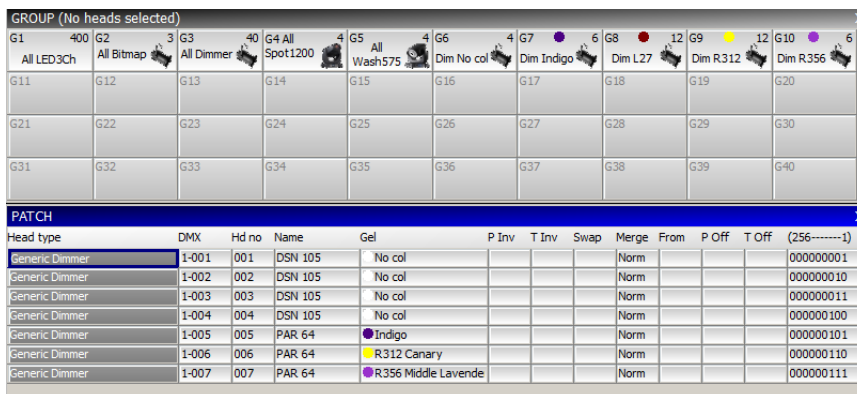 GROUP (No heads selected)
G1 400 G2 3 G3 40 G4 All 4 G5 4 G6 4 G7 6 G8 12 G9 12 G10 6
All LED3Ch All Bitmap All Dimmer Spot1200 All Wash575 Dim No col Dim Indigo Dim L27 Dim R312 Dim R356
G11 G12 G13 G14 G15 G16 G17 G18 G19 G20
G21 G22 G23 G24 G25 G26 G27 G28 G29 G30
G31 G32 G33 G34 G35 G36 G37 G38 G39 G40
PATCH
Head type DMX Hd no Name Gel P Inv T Inv Swap Merge From P Off T Off (256-------1)
Generic Dimmer 1-001 001 DSN 105 No col Norm 000000001
Generic Dimmer 1-002 002 DSN 105 No col Norm 000000010
Generic Dimmer 1-003 003 DSN 105 No col Norm 000000011
Generic Dimmer 1-004 004 DSN 105 No col Norm 000000100
Generic Dimmer 1-005 005 PAR 64 Indigo Norm 000000101
Generic Dimmer 1-006 006 PAR 64 R312 Canary Norm 000000110
Generic Dimmer 1-007 007 PAR 64 R356 Middle Lavende Norm 000000111